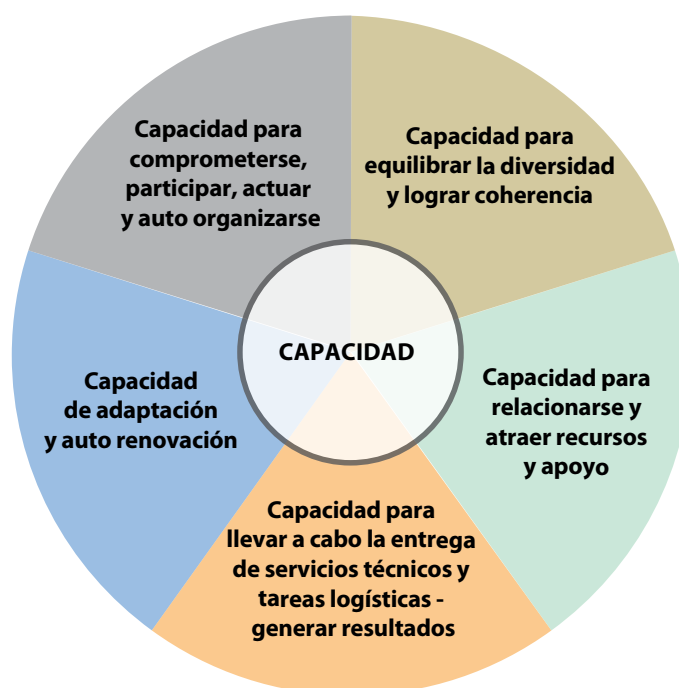 Capacidad para
comprometerse,
participar, actuar
y auto organizarse
Capacidad para
equilibrar la diversidad
y lograr coherencia
CAPACIDAD
Capacidad
de adaptación
y auto renovación
Capacidad para
relacionarse y
atraer recursos
y apoyo
Capacidad para
llevar a cabo la entrega
de servicios técnicos y
tareas logísticas -
generar resultados